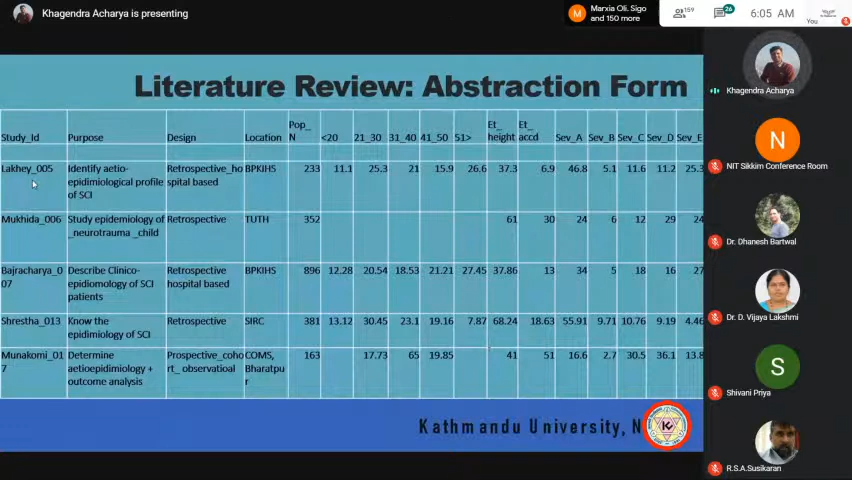 Khagendra Acharya is presenting
Marxia Oli. Sigo
and 150 more
159
26
6:05 AM
You
Literature Review: Abstraction Form
Study_Id Purpose Design Location Pop_ N <20 21_30 31_40 41_50 51> Et_ height Et_ accd Sev_A Sev_B Sev_C Sev_D Sev_E
Lakhey_005 Identify aetio- Retrospective_ho BPKIHS 233 11.1 25.3 21 15.9 26.6 37.3 6.9 46.8 5.1 11.6 11.2 25.3
epidimiological profile spital based
of SCI
Mukhida_006 Study epidemiology of Retrospective TUTH 352 61 30 24 6 12 29 24
_neurotrauma _child
Bajracharya_0 Describe Clinico- Retrospective BPKIHS 896 12.28 20.54 18.53 21.21 27.45 37.86 13 34 5 18 16 27
07 epidiomology of SCI hospital based
patients
Shrestha_013 Know the Retrospective SIRC 381 13.12 30.45 23.1 19.16 7.87 68.24 18.63 55.91 9.71 10.76 9.19 4.46
epidimiology of SCI
Munakomi_01 Determine Prospective_coho COMS, 163 17.73 65 19.85 41 51 16.6 2.7 30.5 36.1 13.8
7 aetioepidimiology + rt_ observatioal Bharatpu
outcome analysis r
Kathmandu University, N
Khagendra Acharya
N
NIT Sikkim Conference Room
Dr. Dhanesh Bartwal
Dr. D. Vijaya Lakshmi
S
Shivani Priya
R.S.A.Susikaran